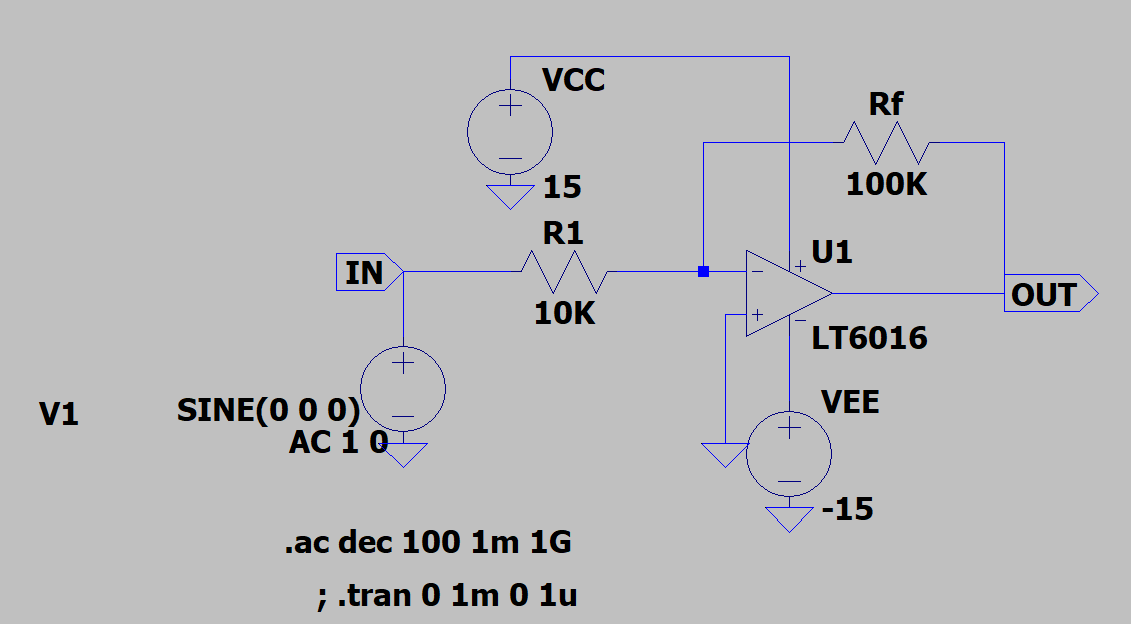 VCC
Rf
15
100K
R1
IN
U1
10K
OUT
LT6016
V1
SINE(0 0 0)
AC 1 0
VEE
-15
.ac dec 100 1m 1G
; .tran 0 1m 0 1u